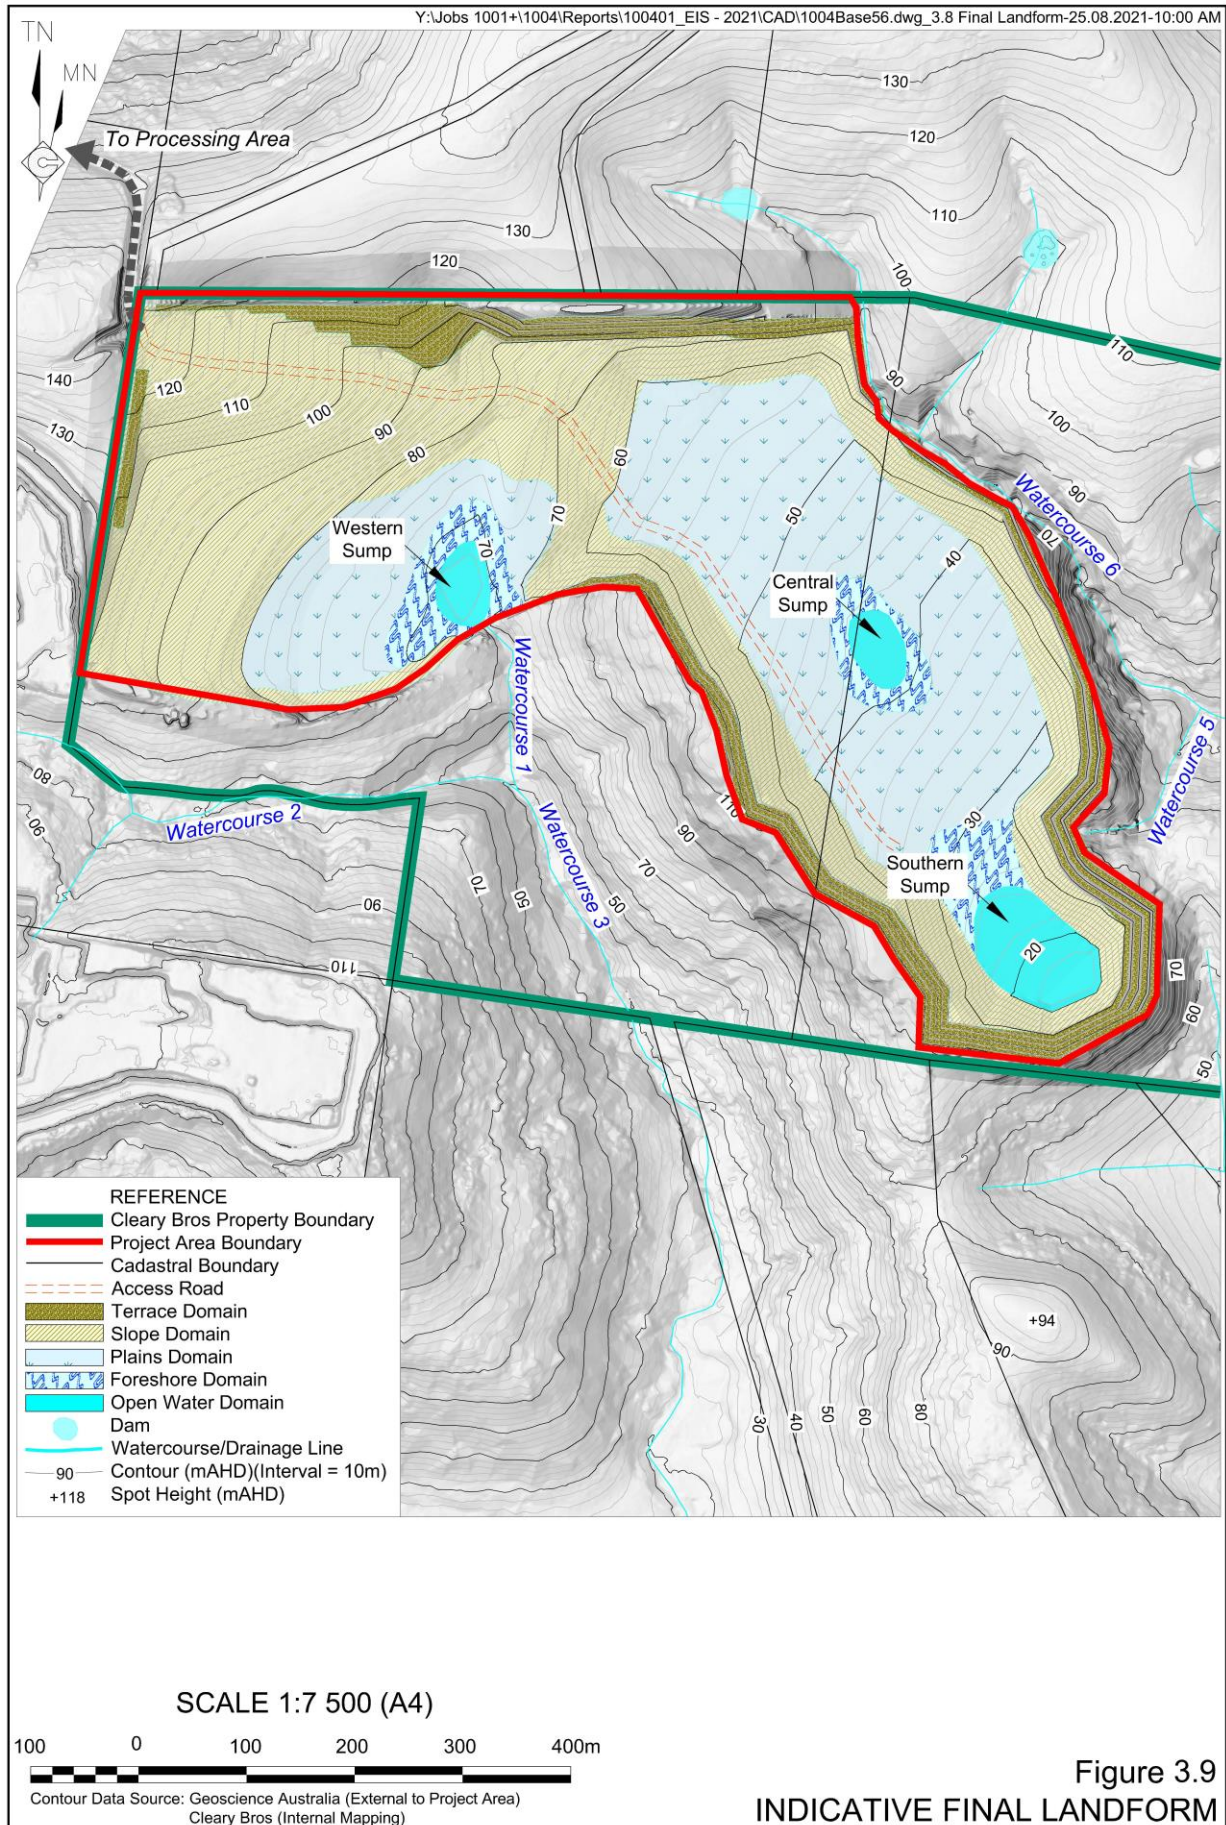 Y:\Jobs 1001+\1004\Reports\100401_EIS - 2021\CAD\1004Base56.dwg_3.8 Final Landform-25.08.2021-10:00 AM
TN
MN
To Processing Area
130
120
110
130
120
100
110
140
120
110
100
90
80
130
90
100
60
70
50
40
90
70
Western
Sump
70
Central
Sump
Watercourse 6
Watercourse 1
Watercourse 5
80
90
Watercourse 2
Watercourse 3
110
90
70
50
30
Southern
Sump
20
70
50
90
70
60
50
110
REFERENCE
Cleary Bros Property Boundary
Project Area Boundary
Cadastral Boundary
Access Road
Terrace Domain
Slope Domain
Plains Domain
Foreshore Domain
Open Water Domain
Dam
Watercourse/Drainage Line
90 Contour (mAHD)(Interval = 10m)
+118 Spot Height (mAHD)
+94
90
30
40
50
60
80
SCALE 1:7 500 (A4)
100 0 100 200 300 400m
Contour Data Source: Geoscience Australia (External to Project Area)
Cleary Bros (Internal Mapping)
Figure 3.9
INDICATIVE FINAL LANDFORM